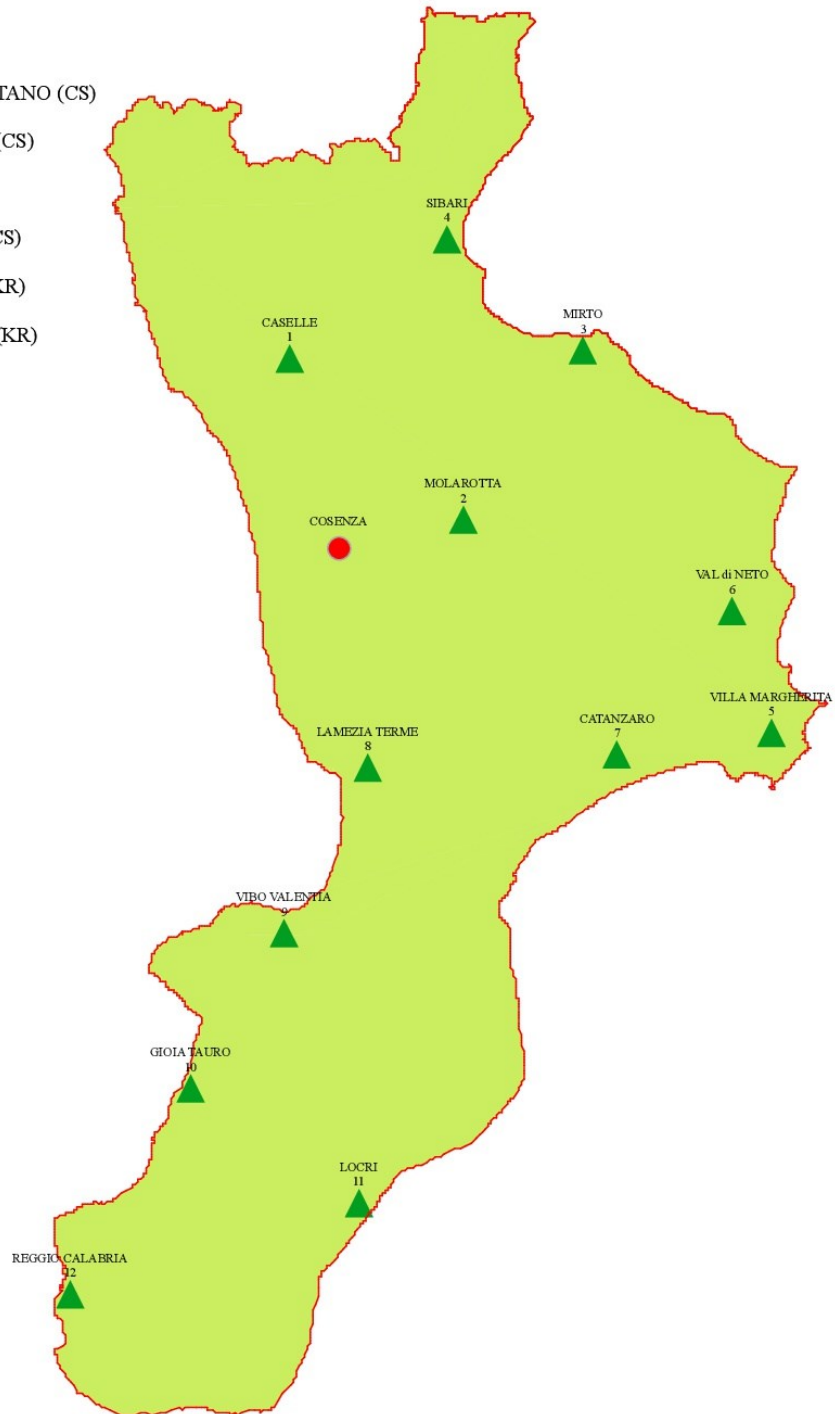 TANO (CS)
CS)
CS)
KR)
(KR)
SIBARI
4
MIRTO
3
CASELLE
1
MOLAROTTA
2
COSENZA
VAL di NETO
6
VILLA MARGHERITA
5
CATANZARO
7
LAMEZIA TERME
8
VIBO VALENTIA
9
GIOIA TAURO
10
LOCRI
11
REGGIO CALABRIA
12